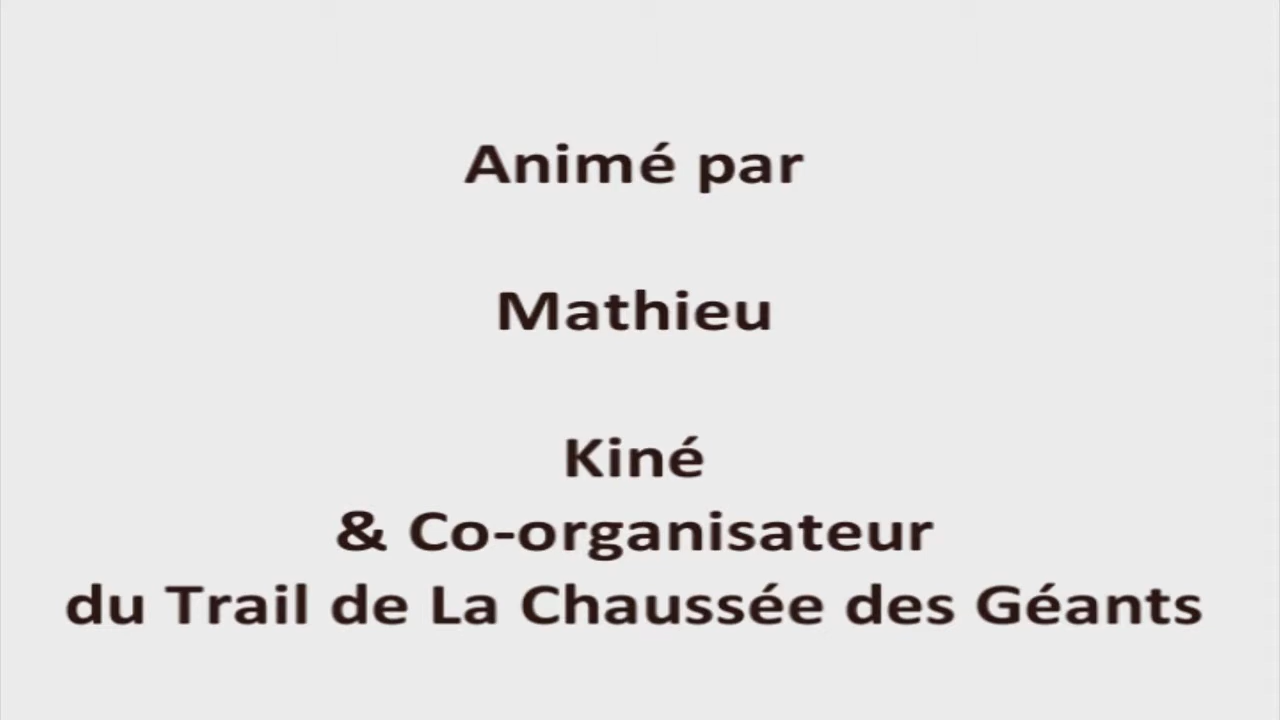 Animé par
Mathieu
Kiné
& Co-organisateur
du Trail de La Chaussée des Géants